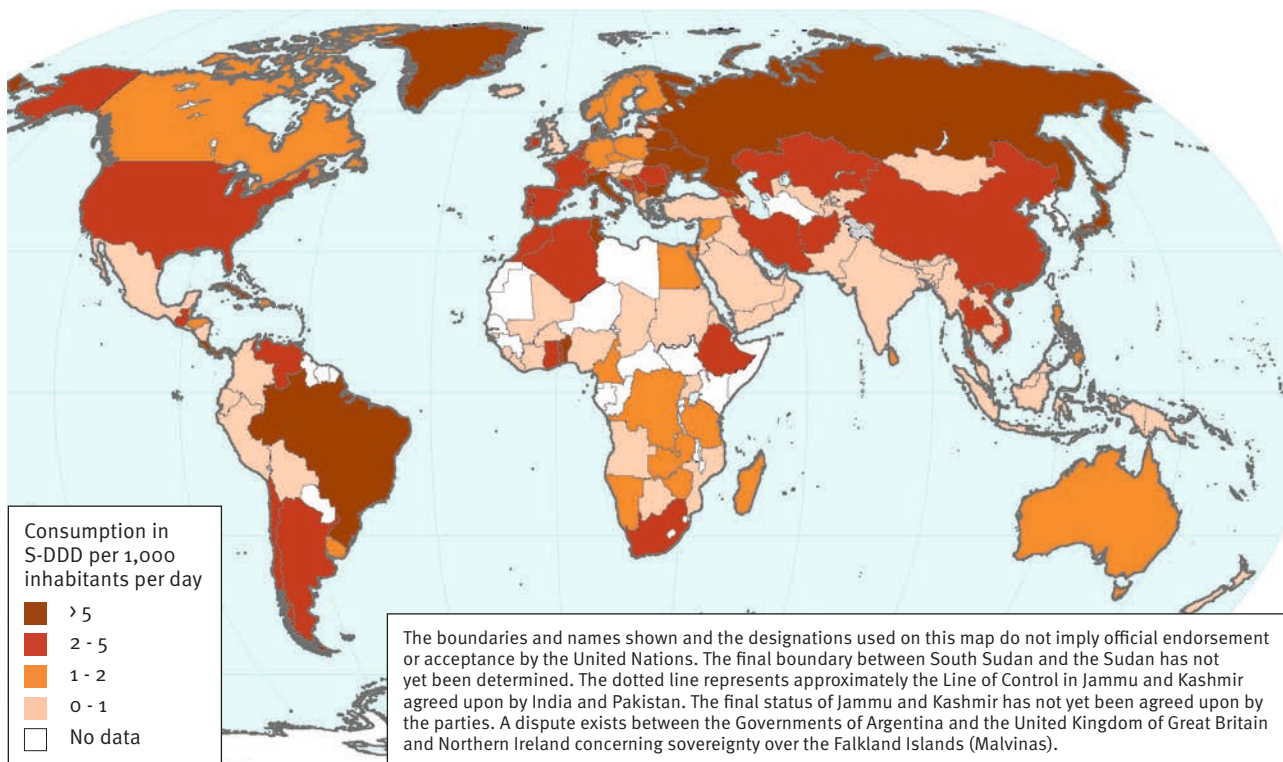 Consumption in
S-DDD per 1,000
inhabitants per day
> 5
2 - 5
1 - 2
0 - 1
No data
The boundaries and names shown and the designations used on this map do not imply official endorsement
or acceptance by the United Nations. The final boundary between South Sudan and the Sudan has not
yet been determined. The dotted line represents approximately the Line of Control in Jammu and Kashmir
agreed upon by India and Pakistan. The final status of Jammu and Kashmir has not yet been agreed upon by
the parties. A dispute exists between the Governments of Argentina and the United Kingdom of Great Britain
and Northern Ireland concerning sovereignty over the Falkland Islands (Malvinas).